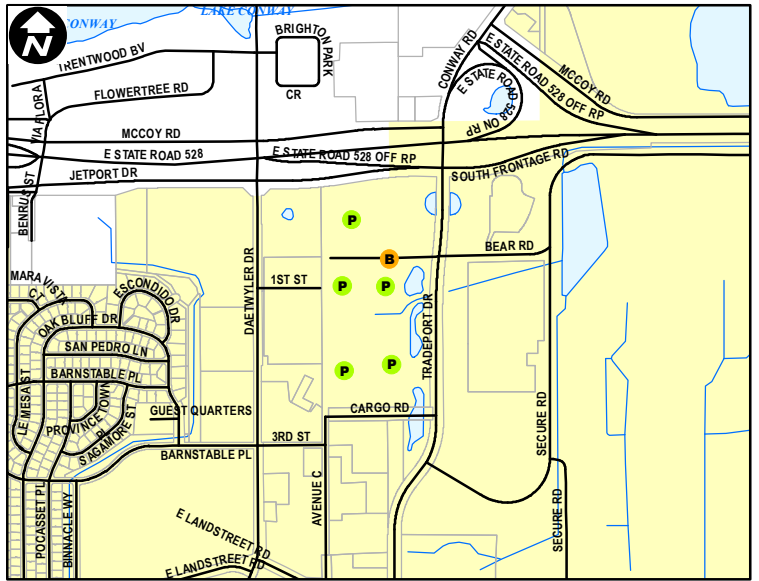 N
CONWAY
LAKE CONWAY
TRENTWOOD BV
BRIGHTON PARK
CR
FLOWERTREE RD
VIA FLORA
MCCOY RD
E STATE ROAD 528
E STATE ROAD 528 OFF RP
JETPORT DR
BENRUS ST
CONWAY RD
E STATE ROAD 528 ON RP
E STATE ROAD 528 OFF RP
MCCOY RD
SOUTH FRONTAGE RD
P
B
BEAR RD
P
P
1ST ST
DAETWYLER DR
TRADEPORT DR
MARAVISTA CT
ESCONDIDO DR
OAK BLUFF DR
SAN PEDRO LN
BARNSTABLE PL
LE MESA ST
PROVINCE TOWN
SAGAMORE ST
GUEST QUARTERS
P
P
CARGO RD
3RD ST
BARNSTABLE PL
AVENUE C
SECURE RD
SECURE RD
POCASSET PL
BINNACLE WY
E LANDSTREET RD
E LANDSTREET RD